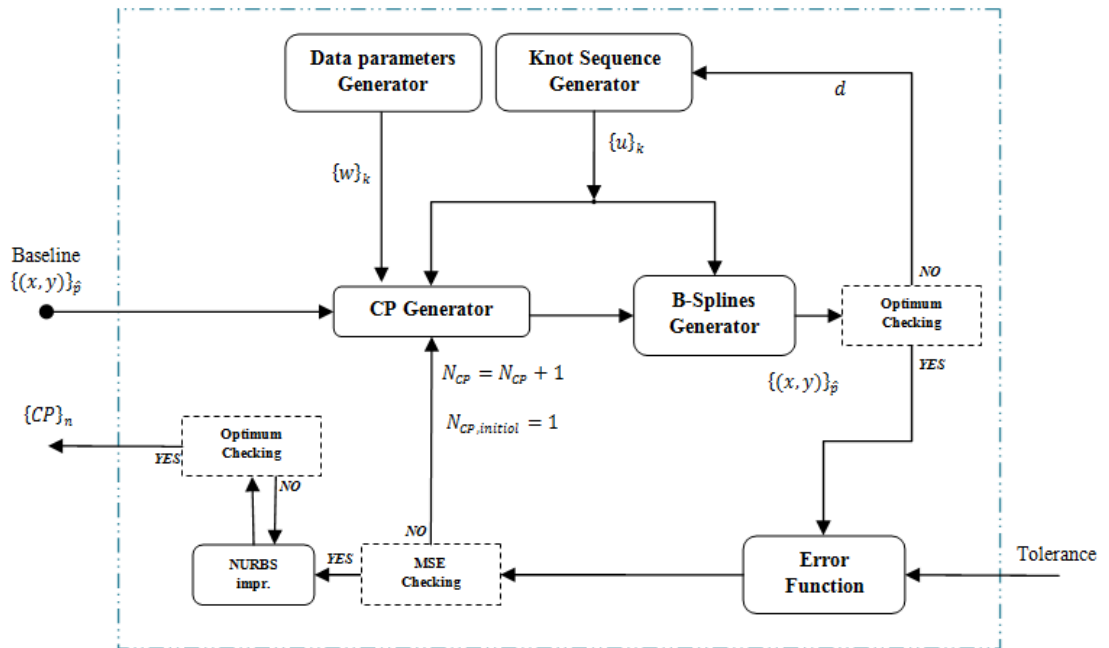 Data parameters
Generator
Knot Sequence
Generator
d
{w}_k
{u}_k
Baseline
{(x, y)}_p̂
CP Generator
B-Splines
Generator
NO
Optimum
Checking
YES
{(x, y)}_p̂
N_CP = N_CP + 1
N_CP,initiol = 1
{CP}_n
Optimum
Checking
YES
NO
NO
YES
NURBS
impr.
MSE
Checking
Error
Function
Tolerance